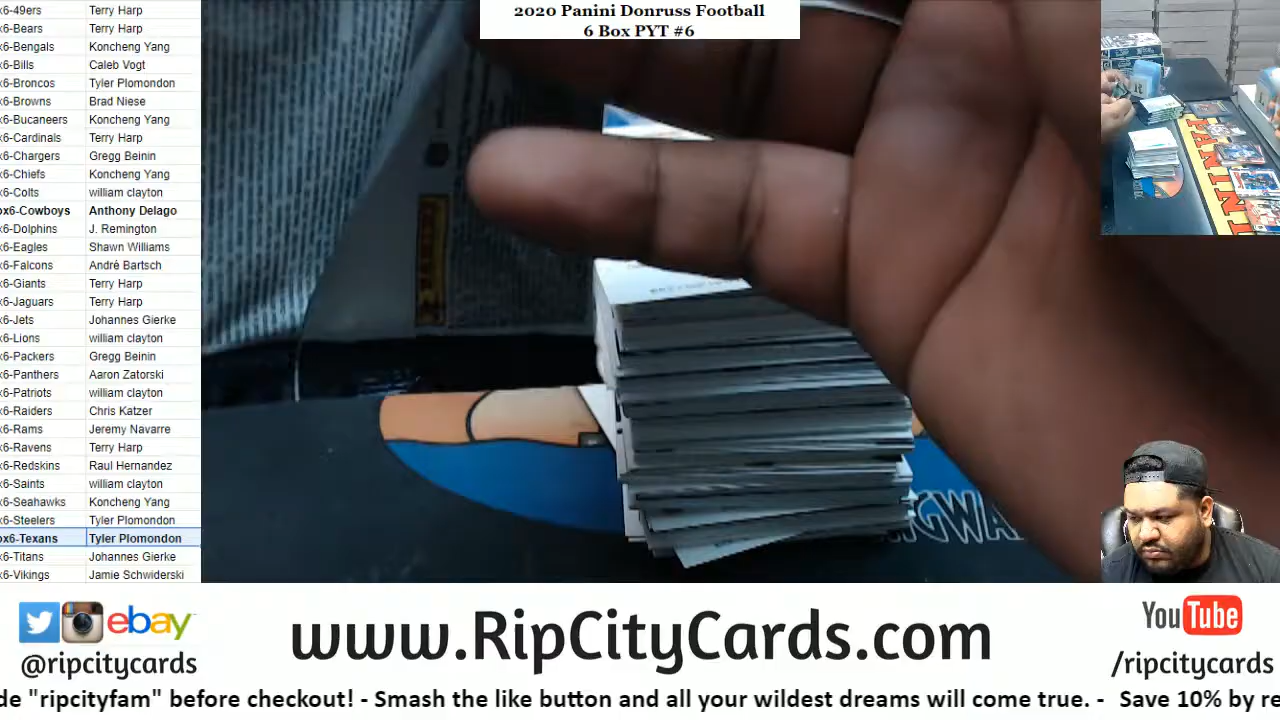 2020 Panini Donruss Football
6 Box PYT #6
x6-49ers Terry Harp
x6-Bears Terry Harp
x6-Bengals Koncheng Yang
x6-Bills Caleb Vogt
x6-Broncos Tyler Plomondon
x6-Browns Brad Niese
x6-Bucaneers Koncheng Yang
x6-Cardinals Terry Harp
x6-Chargers Gregg Beinin
x6-Chiefs Koncheng Yang
x6-Colts william clayton
ox6-Cowboys Anthony Delago
x6-Dolphins J. Remington
x6-Eagles Shawn Williams
x6-Falcons André Bartsch
x6-Giants Terry Harp
x6-Jaguars Terry Harp
x6-Jets Johannes Gierke
x6-Lions william clayton
x6-Packers Gregg Beinin
x6-Panthers Aaron Zatorski
x6-Patriots william clayton
x6-Raiders Chris Katzer
x6-Rams Jeremy Navarre
x6-Ravens Terry Harp
x6-Redskins Raul Hernandez
x6-Saints william clayton
x6-Seahawks Koncheng Yang
x6-Steelers Tyler Plomondon
ox6-Texans Tyler Plomondon
x6-Titans Johannes Gierke
x6-Vikings Jamie Schwiderski
PANINI
ebay
@ripcitycards
www.RipCityCards.com
YouTube
/ripcitycards
de "ripcityfam" before checkout! - Smash the like button and all your wildest dreams will come true. - Save 10% by re